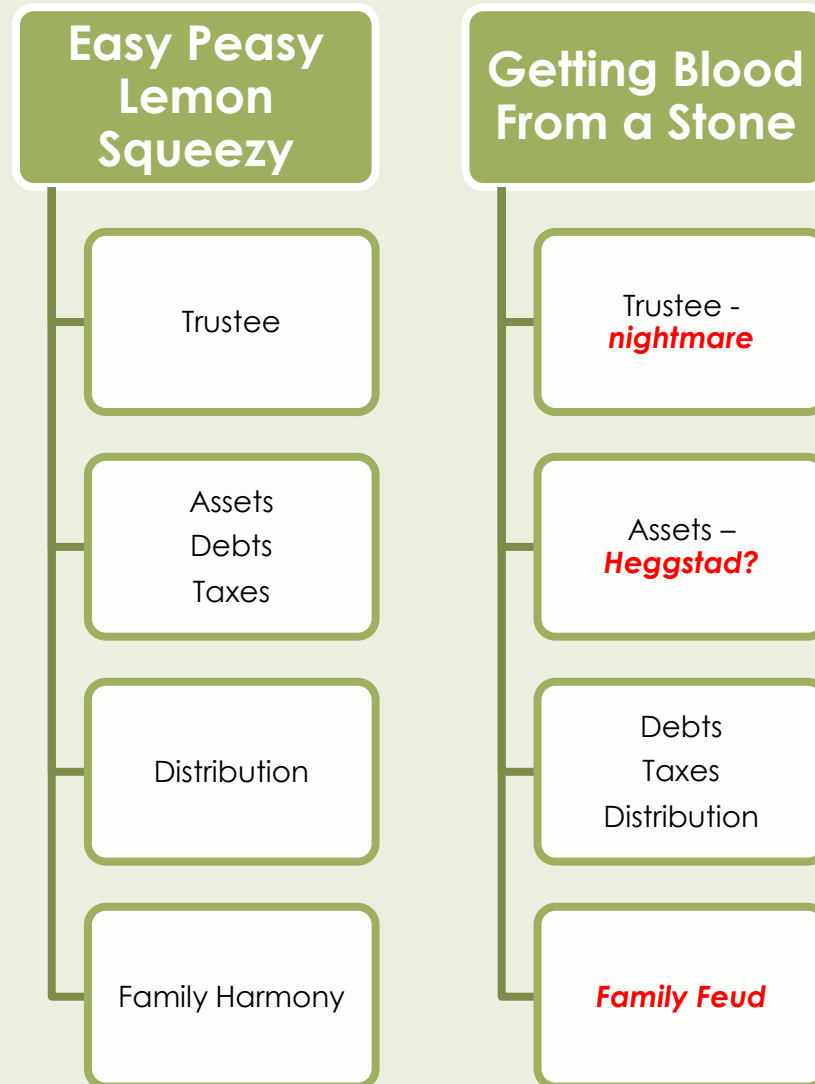 Easy Peasy
Lemon
Squeezy
Trustee
Assets
Debts
Taxes
Distribution
Family Harmony
Getting Blood
From a Stone
Trustee -
nightmare
Assets –
Heggstad?
Debts
Taxes
Distribution
Family Feud